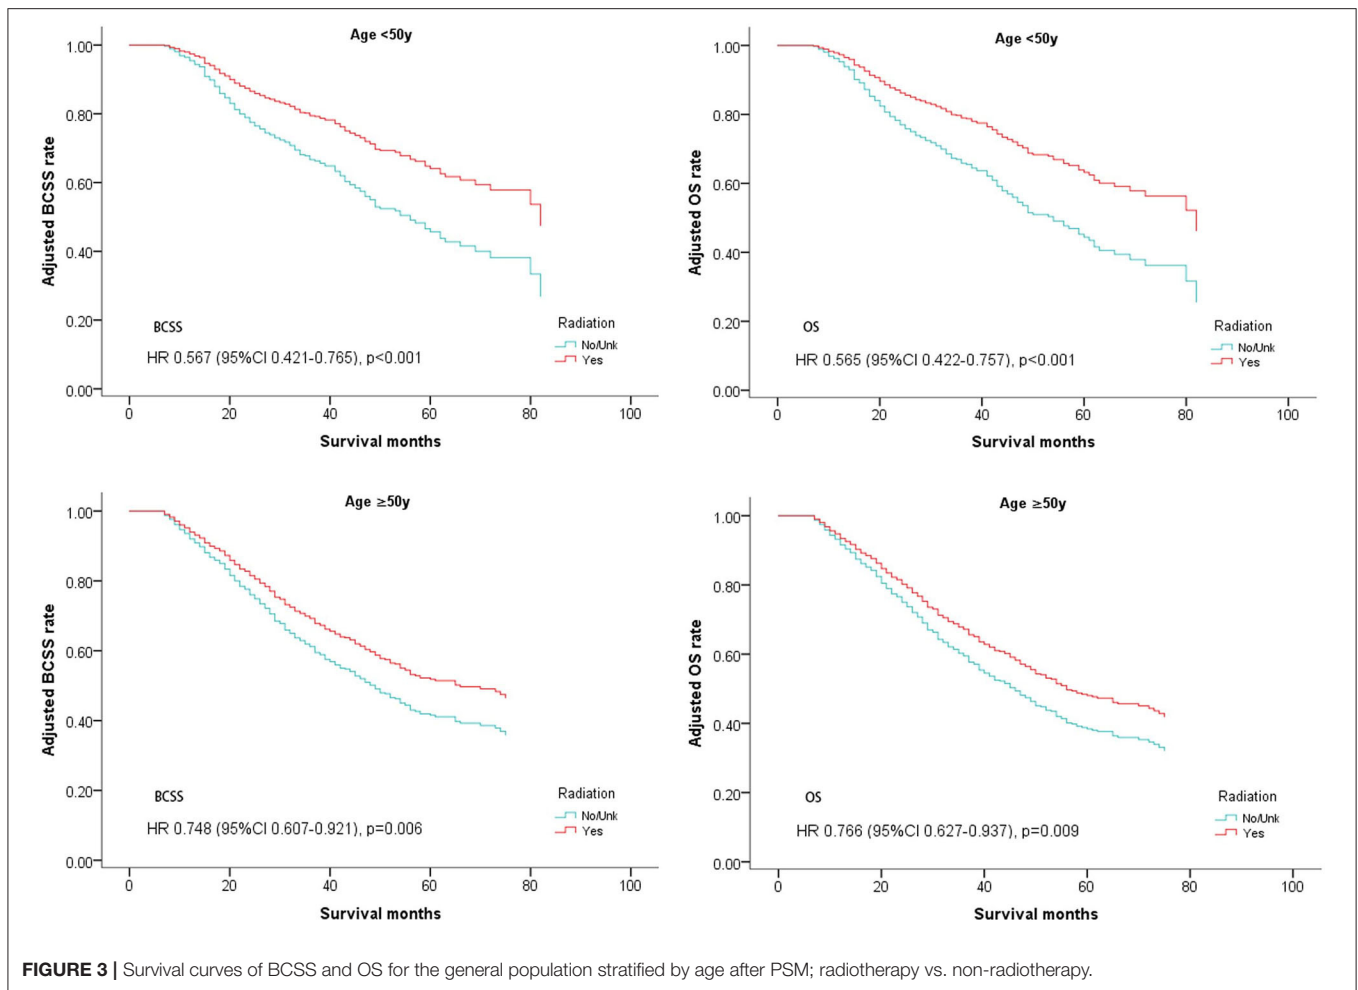 Age <50y
1.00
0.80
0.60
0.40
0.20
0.00
Adjusted BCSS rate
BCSS
HR 0.567 (95%CI 0.421-0.765), p<0.001
Radiation
No/Unk
Yes
0 20 40 60 80 100
Survival months
Age <50y
1.00
0.80
0.60
0.40
0.20
0.00
Adjusted OS rate
OS
HR 0.565 (95%CI 0.422-0.757), p<0.001
Radiation
No/Unk
Yes
0 20 40 60 80 100
Survival months
Age ≥50y
1.00
0.80
0.60
0.40
0.20
0.00
Adjusted BCSS rate
BCSS
HR 0.748 (95%CI 0.607-0.921), p=0.006
Radiation
No/Unk
Yes
0 20 40 60 80 100
Survival months
Age ≥50y
1.00
0.80
0.60
0.40
0.20
0.00
Adjusted OS rate
OS
HR 0.766 (95%CI 0.627-0.937), p=0.009
Radiation
No/Unk
Yes
0 20 40 60 80 100
Survival months
FIGURE 3 | Survival curves of BCSS and OS for the general population stratified by age after PSM; radiotherapy vs. non-radiotherapy.